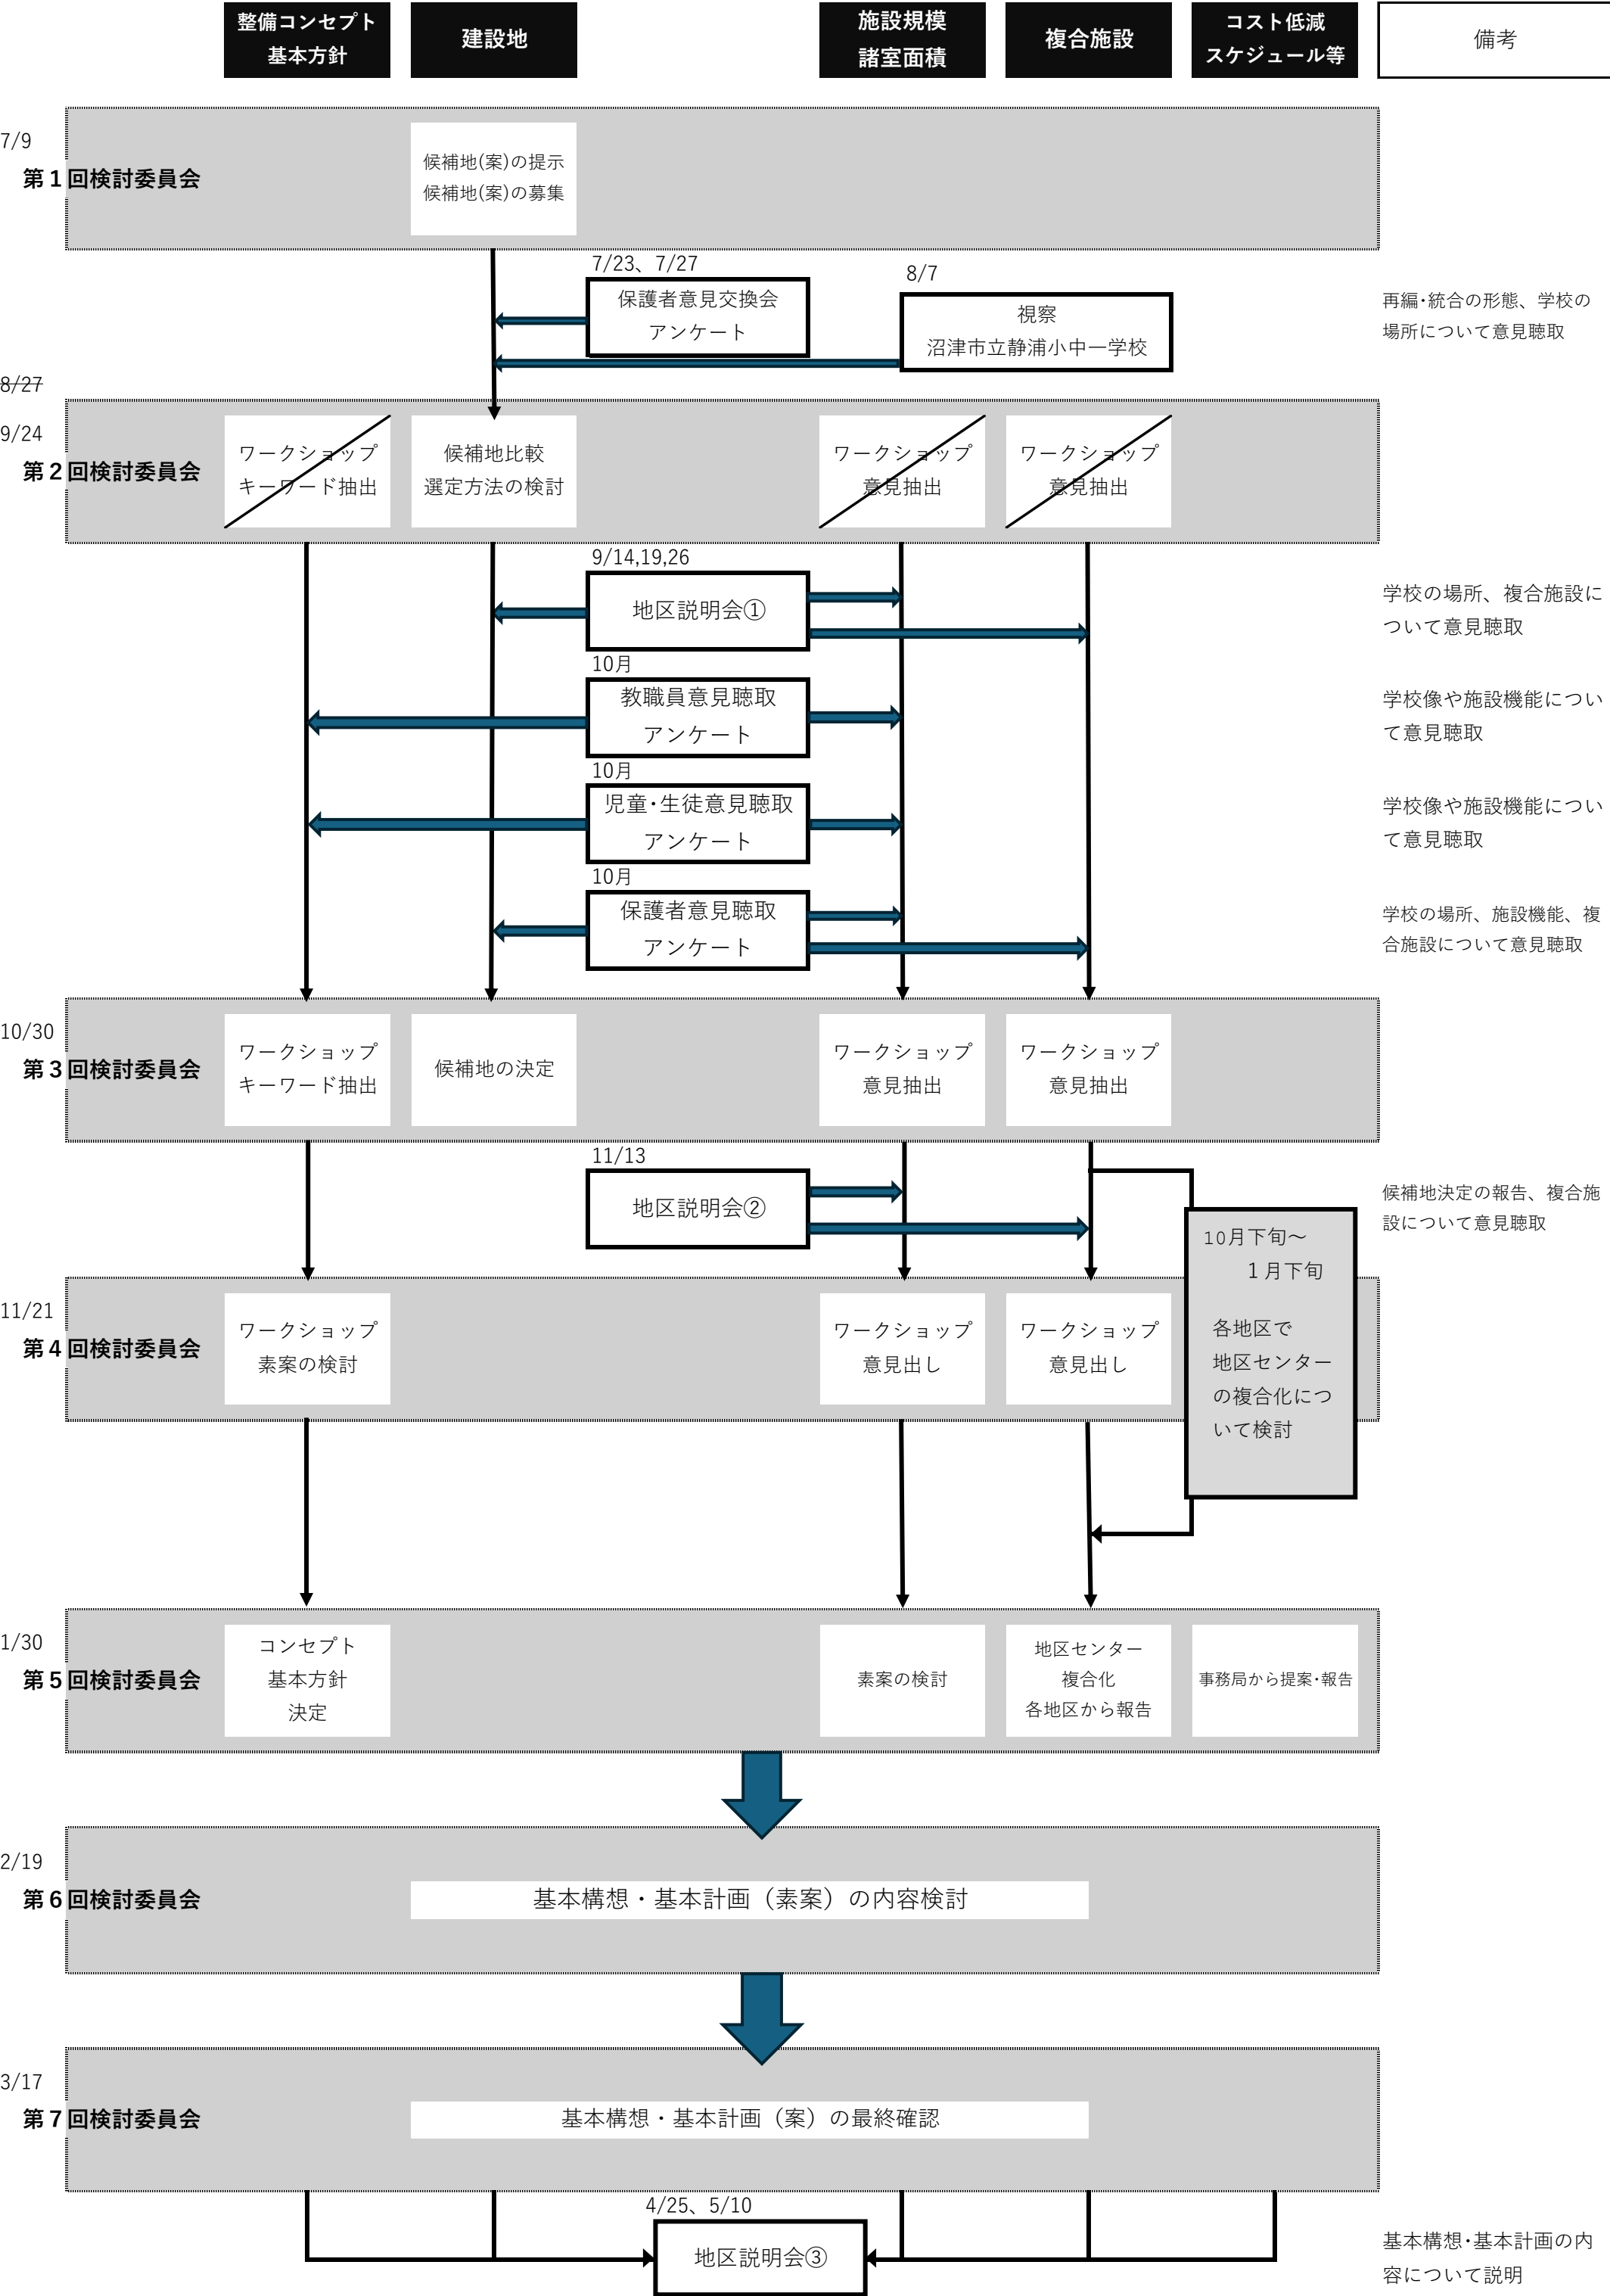 整備コンセプト
基本方針
建設地
施設規模
諸室面積
複合施設
コスト低減
スケジュール等
備考
7/9
第1回検討委員会
候補地(案)の提示
候補地(案)の募集
7/23、7/27
保護者意見交換会
アンケート
8/7
視察
沼津市立静浦小中一学校
再編・統合の形態、学校の
場所について意見聴取
8/27
9/24
第2回検討委員会
ワークショップ
キーワード抽出
候補地比較
選定方法の検討
ワークショップ
意見抽出
ワークショップ
意見抽出
9/14,19,26
地区説明会①
学校の場所、複合施設に
ついて意見聴取
10月
教職員意見聴取
アンケート
学校像や施設機能につい
て意見聴取
10月
児童・生徒意見聴取
アンケート
学校像や施設機能につい
て意見聴取
10月
保護者意見聴取
アンケート
学校の場所、施設機能、複
合施設について意見聴取
10/30
第3回検討委員会
ワークショップ
キーワード抽出
候補地の決定
ワークショップ
意見抽出
ワークショップ
意見抽出
11/13
地区説明会②
候補地決定の報告、複合施
設について意見聴取
10月下旬~
1月下旬
各地区で
地区センター
の複合化につ
いて検討
11/21
第4回検討委員会
ワークショップ
素案の検討
ワークショップ
意見出し
ワークショップ
意見出し
1/30
第5回検討委員会
コンセプト
基本方針
決定
素案の検討
地区センター
複合化
各地区から報告
事務局から提案・報告
2/19
第6回検討委員会
基本構想・基本計画(素案)の内容検討
3/17
第7回検討委員会
基本構想・基本計画(案)の最終確認
4/25、5/10
地区説明会③
基本構想・基本計画の内
容について説明